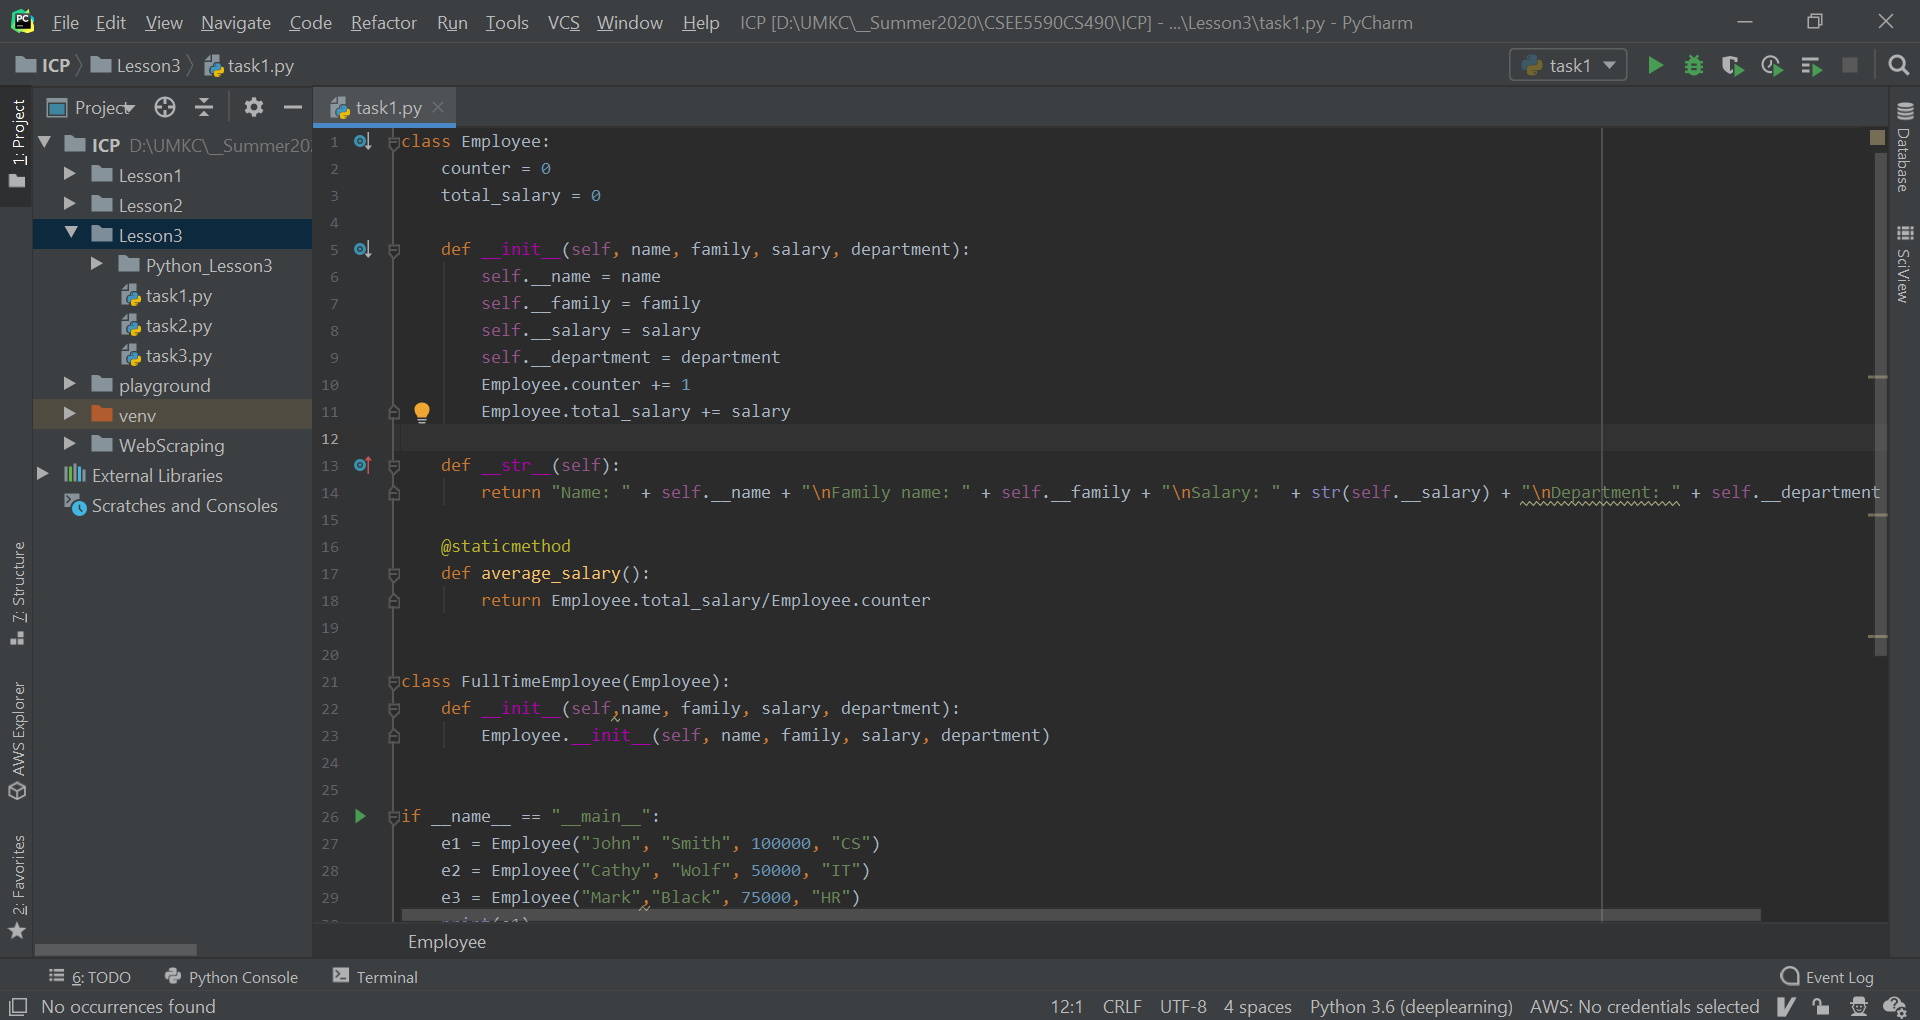 PC
File Edit View Navigate Code Refactor Run Tools VCS Window Help ICP [D:\UMKC\__Summer2020\CSEE5590CS490\ICP] - ...\Lesson3\task1.py - PyCharm
ICP Lesson3 task1.py task1
1: Project
Project
ICP D:\UMKC\__Summer20
Lesson1
Lesson2
Lesson3
Python_Lesson3
task1.py
task2.py
task3.py
playground
venv
WebScraping
External Libraries
Scratches and Consoles
7: Structure
AWS Explorer
2: Favorites
task1.py
1 class Employee:
2     counter = 0
3     total_salary = 0
4
5     def __init__(self, name, family, salary, department):
6         self.__name = name
7         self.__family = family
8         self.__salary = salary
9         self.__department = department
10         Employee.counter += 1
11         Employee.total_salary += salary
12
13     def __str__(self):
14         return "Name: " + self.__name + "\nFamily name: " + self.__family + "\nSalary: " + str(self.__salary) + "\nDepartment: " + self.__department
15
16     @staticmethod
17     def average_salary():
18         return Employee.total_salary/Employee.counter
19
20
21 class FullTimeEmployee(Employee):
22     def __init__(self,name, family, salary, department):
23         Employee.__init__(self, name, family, salary, department)
24
25
26 if __name__ == "__main__":
27     e1 = Employee("John", "Smith", 100000, "CS")
28     e2 = Employee("Cathy", "Wolf", 50000, "IT")
29     e3 = Employee("Mark","Black", 75000, "HR")
Employee
Database
SciView
6: TODO Python Console Terminal Event Log
No occurrences found 12:1 CRLF UTF-8 4 spaces Python 3.6 (deeplearning) AWS: No credentials selected